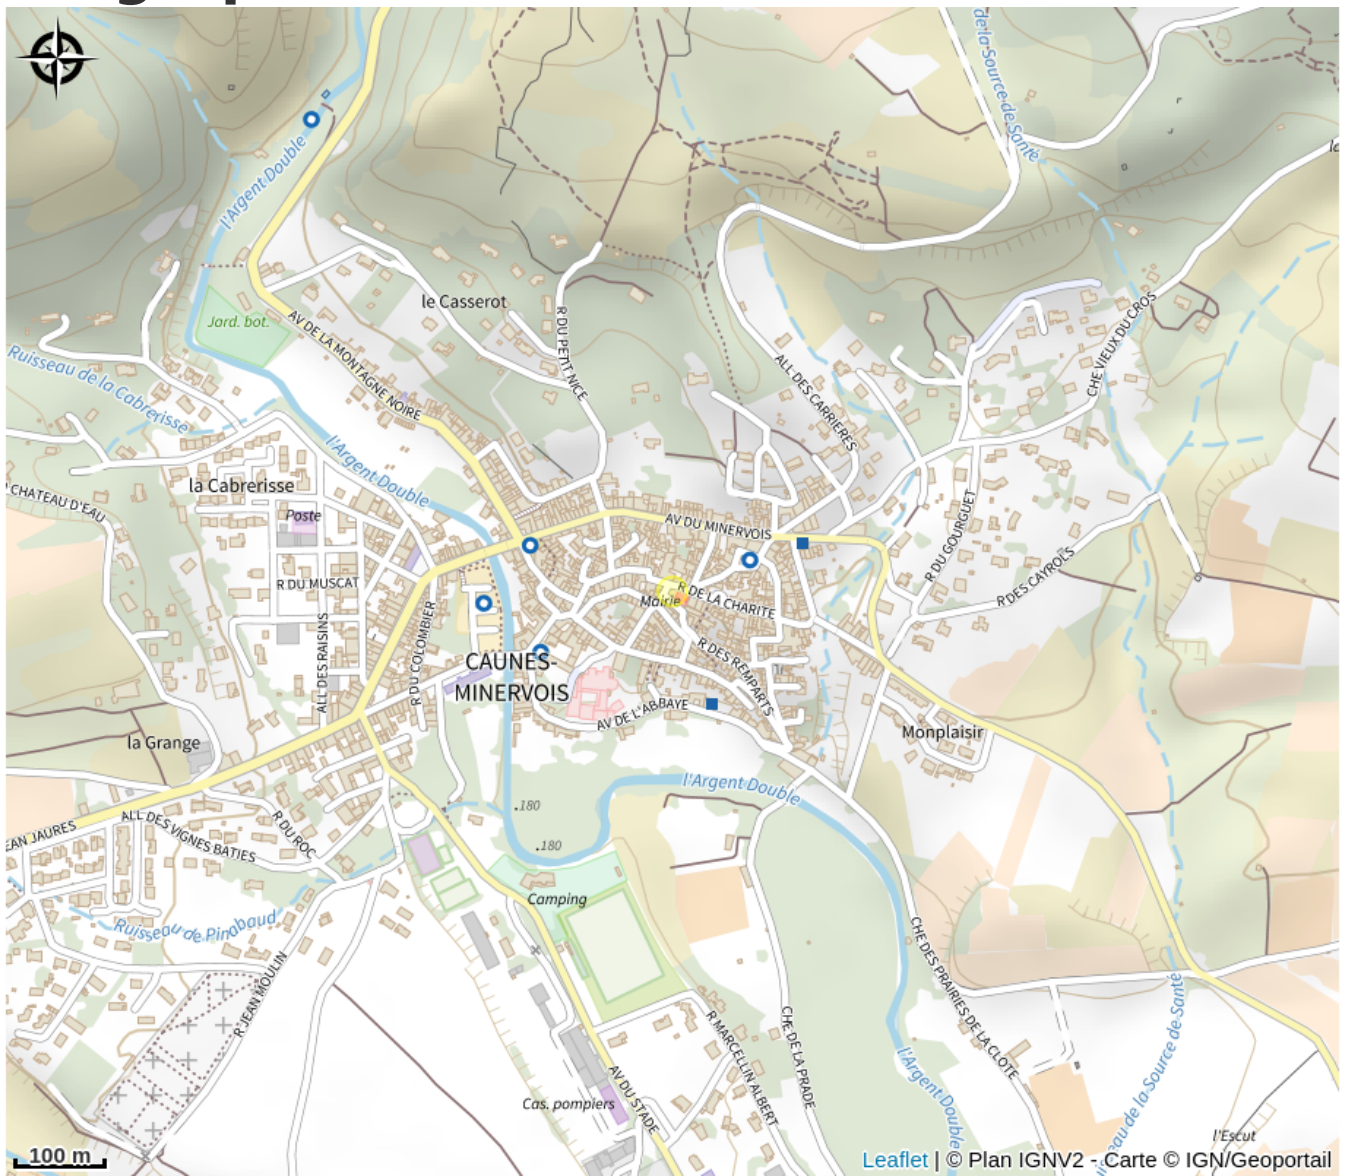 de la Source de Santé
l'Argent Double
le Casserot
Jard. bot.
AV DE LA MONTAGNE NOIRE
R DU PETIT NICE
ALL DES CARRIERES
CHE VIEUX DU CROS
Ruisseau de la Cabrerisse
l'Argent Double
la Cabrerisse
CHATEAU D'EAU
Poste
AV DU MINERVOIS
R DU GOURGUET
R DU MUSCAT
Mairie
R DE LA CHARITE
R DES CAYROLS
ALL DES RAISINS
R DU COLOMBIER
CAUNES-
MINERVOIS
R DES REMPARTS
AV DE L'ABBAYE
Monplaisir
la Grange
l'Argent Double
.180
.180
EAN JAURES
ALL DES VIGNES BATIES
R DU ROC
Camping
Ruisseau de Pinabaud
R JEAN MOULIN
CHE DES PRAIRIES DE LA CLOTE
R MARCELLIN ALBERT
CHE DE LA PRADE
AV DU STADE
Cas. pompiers
l'Argent Double
eau de la Source de Santé
l'Escut
100 m
Leaflet | © Plan IGNV2 - Carte © IGN/Geoportail